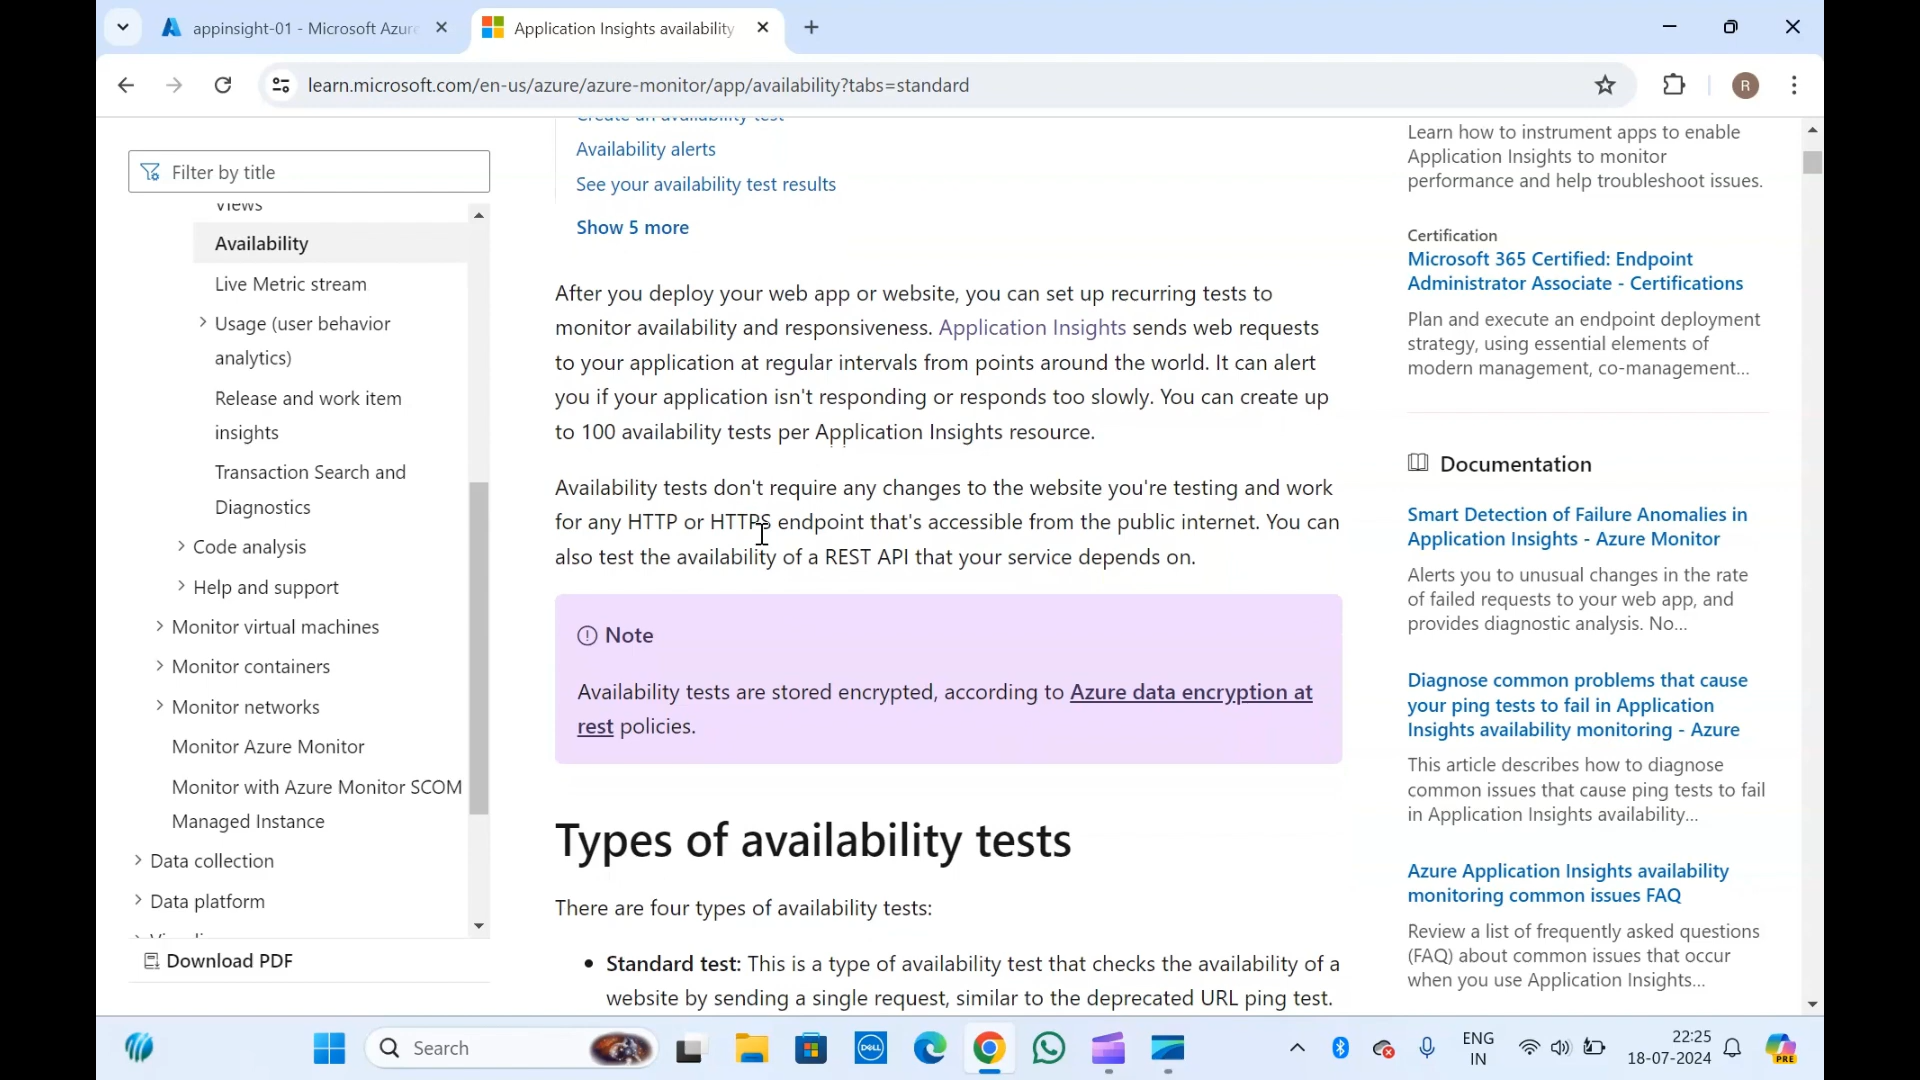 appinsight-01 - Microsoft Azure
Application Insights availability
learn.microsoft.com/en-us/azure/azure-monitor/app/availability?tabs=standard
R
Filter by title
Views
Availability
Live Metric stream
Usage (user behavior
analytics)
Release and work item
insights
Transaction Search and
Diagnostics
Code analysis
Help and support
Monitor virtual machines
Monitor containers
Monitor networks
Monitor Azure Monitor
Monitor with Azure Monitor SCOM
Managed Instance
Data collection
Data platform
Download PDF
Create an availability test
Availability alerts
See your availability test results
Show 5 more
After you deploy your web app or website, you can set up recurring tests to
monitor availability and responsiveness. Application Insights sends web requests
to your application at regular intervals from points around the world. It can alert
you if your application isn't responding or responds too slowly. You can create up
to 100 availability tests per Application Insights resource.
Availability tests don't require any changes to the website you're testing and work
for any HTTP or HTTPS endpoint that's accessible from the public internet. You can
also test the availability of a REST API that your service depends on.
Note
Availability tests are stored encrypted, according to Azure data encryption at
rest policies.
Types of availability tests
There are four types of availability tests:
• Standard test: This is a type of availability test that checks the availability of a
website by sending a single request, similar to the deprecated URL ping test.
Learn how to instrument apps to enable
Application Insights to monitor
performance and help troubleshoot issues.
Certification
Microsoft 365 Certified: Endpoint
Administrator Associate - Certifications
Plan and execute an endpoint deployment
strategy, using essential elements of
modern management, co-management...
Documentation
Smart Detection of Failure Anomalies in
Application Insights - Azure Monitor
Alerts you to unusual changes in the rate
of failed requests to your web app, and
provides diagnostic analysis. No...
Diagnose common problems that cause
your ping tests to fail in Application
Insights availability monitoring - Azure
This article describes how to diagnose
common issues that cause ping tests to fail
in Application Insights availability...
Azure Application Insights availability
monitoring common issues FAQ
Review a list of frequently asked questions
(FAQ) about common issues that occur
when you use Application Insights...
Search
DELL
ENG
IN
22:25
18-07-2024
PRE